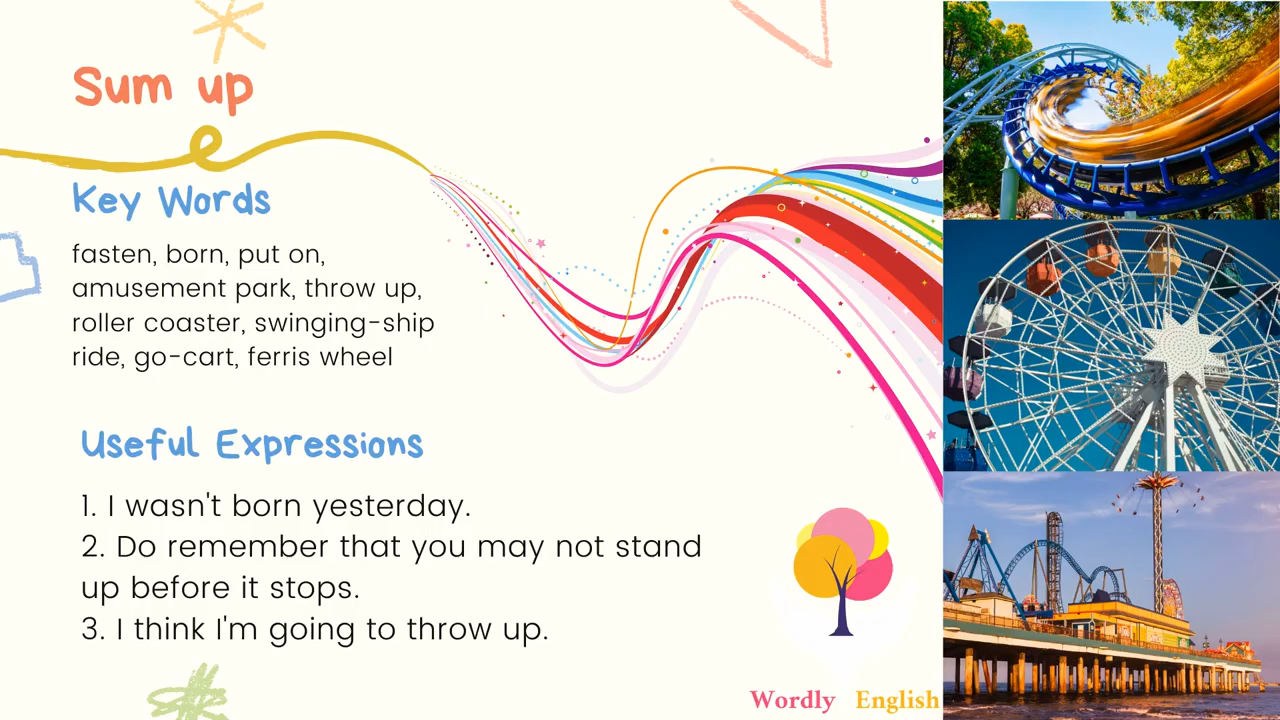 Sum up
Key Words
fasten, born, put on,
amusement park, throw up,
roller coaster, swinging-ship
ride, go-cart, ferris wheel
Useful Expressions
1. I wasn't born yesterday.
2. Do remember that you may not stand
up before it stops.
3. I think I'm going to throw up.
Wordly English